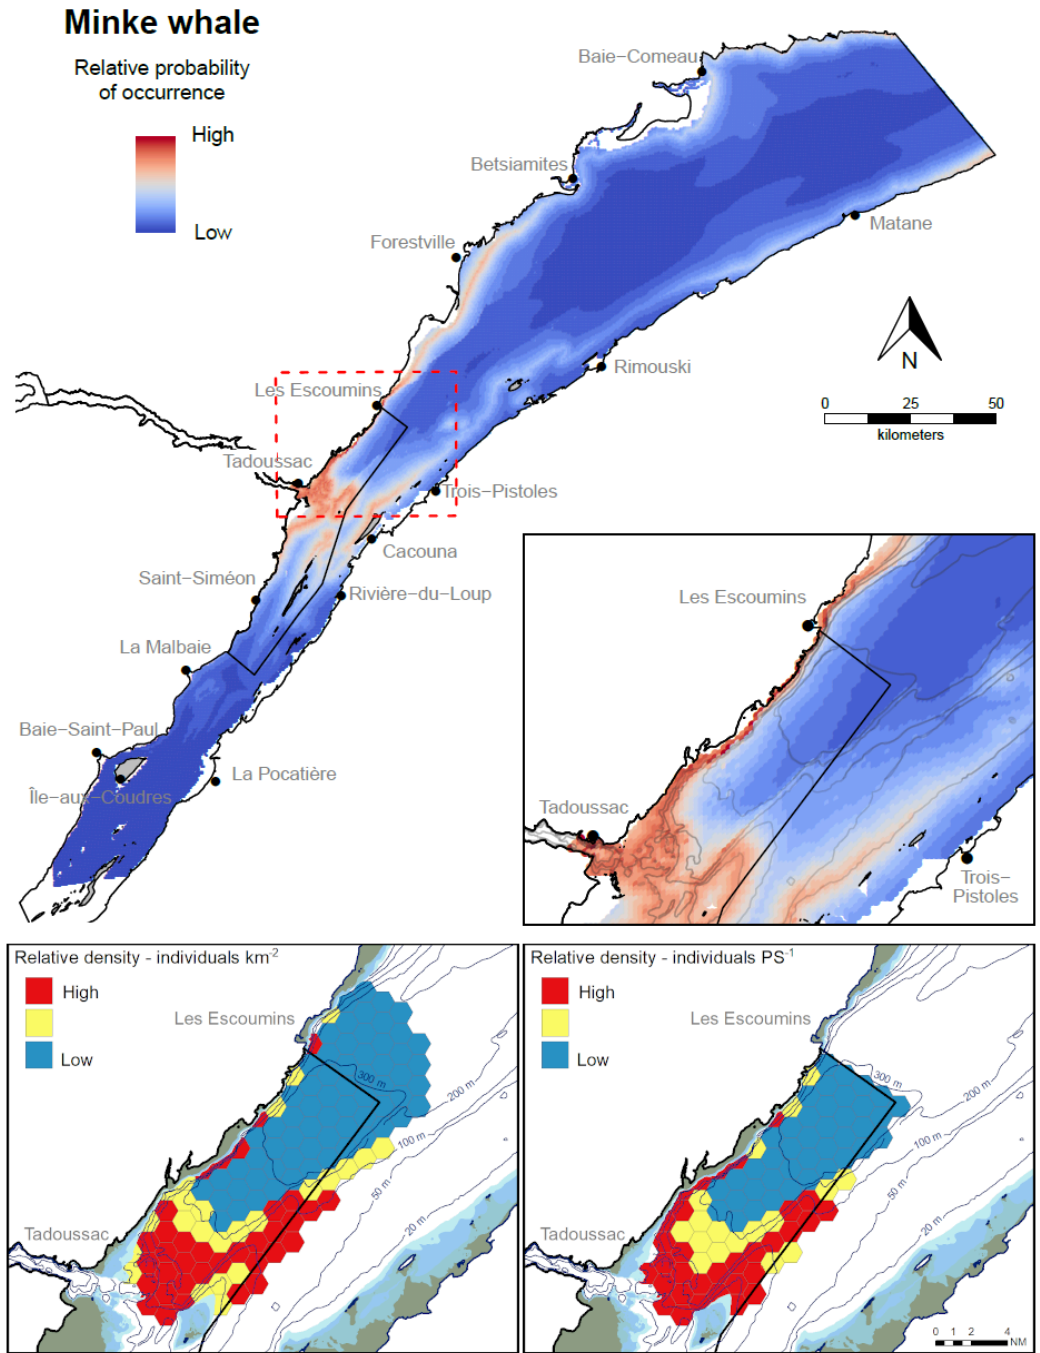 Minke whale
Relative probability
of occurrence
High
Low
Baie-Comeau
Betsiamites
Forestville
Matane
Rimouski
N
0 25 50
kilometers
Les Escoumins
Tadoussac
Trois-Pistoles
Cacouna
Saint-Siméon
Rivière-du-Loup
La Malbaie
Baie-Saint-Paul
La Pocatière
Île-aux-Coudres
Les Escoumins
Tadoussac
Trois-
Pistoles
Relative density - individuals km-2
High
Low
Les Escoumins
Tadoussac
300 m
200 m
100 m
50 m
20 m
Relative density - individuals PS-1
High
Low
Les Escoumins
Tadoussac
300 m
200 m
100 m
50 m
20 m
0 1 2 4
NM